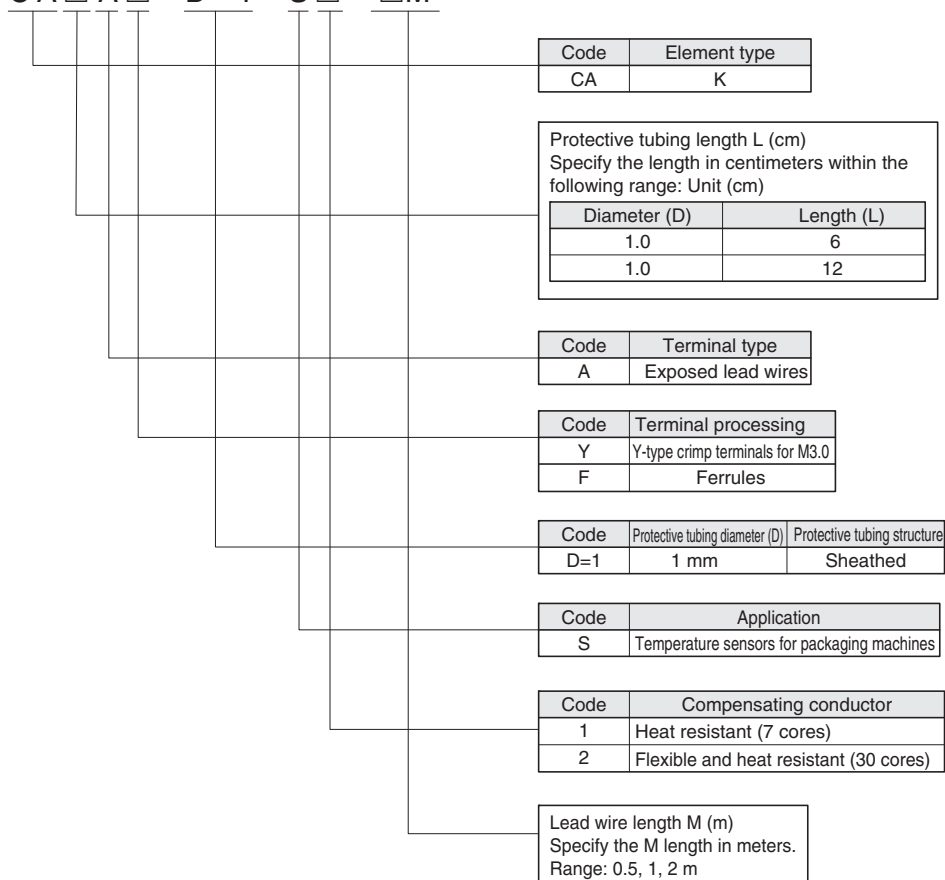 Code Element type
CA K
Protective tubing length L (cm)
Specify the length in centimeters within the
following range: Unit (cm)
Diameter (D) Length (L)
1.0 6
1.0 12
Code Terminal type
A Exposed lead wires
Code Terminal processing
Y Y-type crimp terminals for M3.0
F Ferrules
Code Protective tubing diameter (D) Protective tubing structure
D=1 1 mm Sheathed
Code Application
S Temperature sensors for packaging machines
Code Compensating conductor
1 Heat resistant (7 cores)
2 Flexible and heat resistant (30 cores)
Lead wire length M (m)
Specify the M length in meters.
Range: 0.5, 1, 2 m